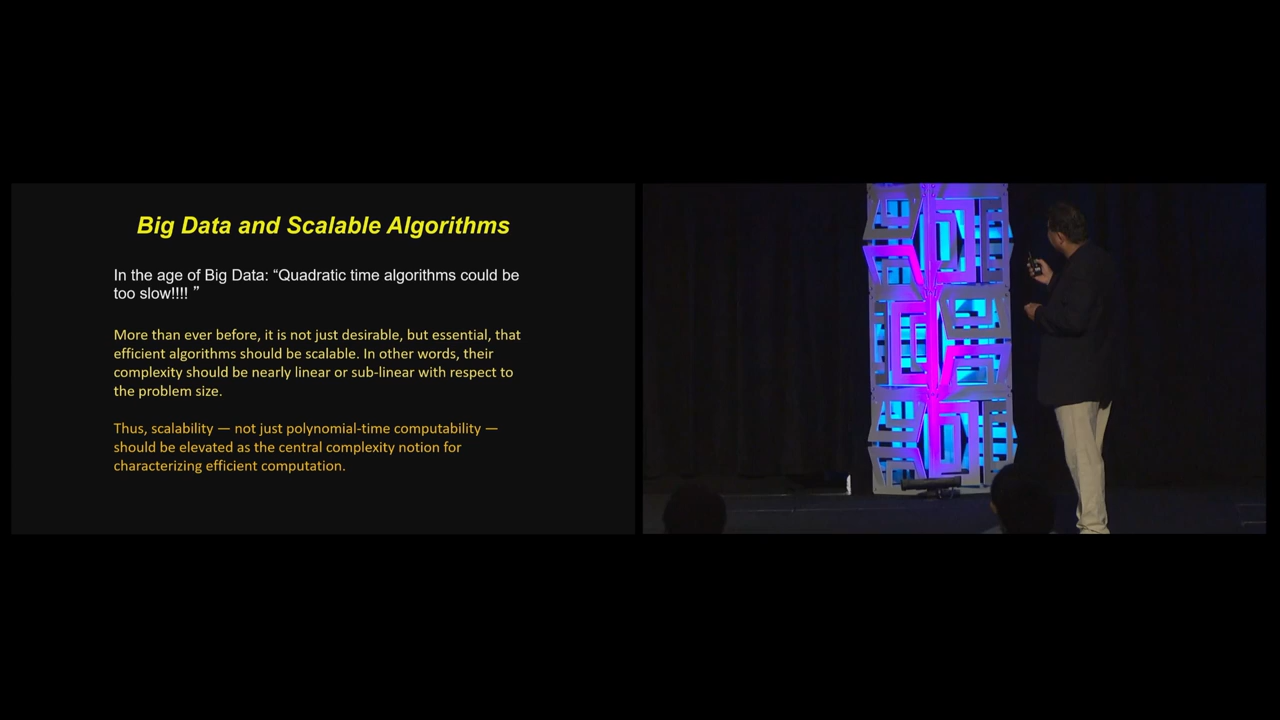 Big Data and Scalable Algorithms
In the age of Big Data: “Quadratic time algorithms could be
too slow!!!! ”
More than ever before, it is not just desirable, but essential, that
efficient algorithms should be scalable. In other words, their
complexity should be nearly linear or sub-linear with respect to
the problem size.
Thus, scalability — not just polynomial-time computability —
should be elevated as the central complexity notion for
characterizing efficient computation.